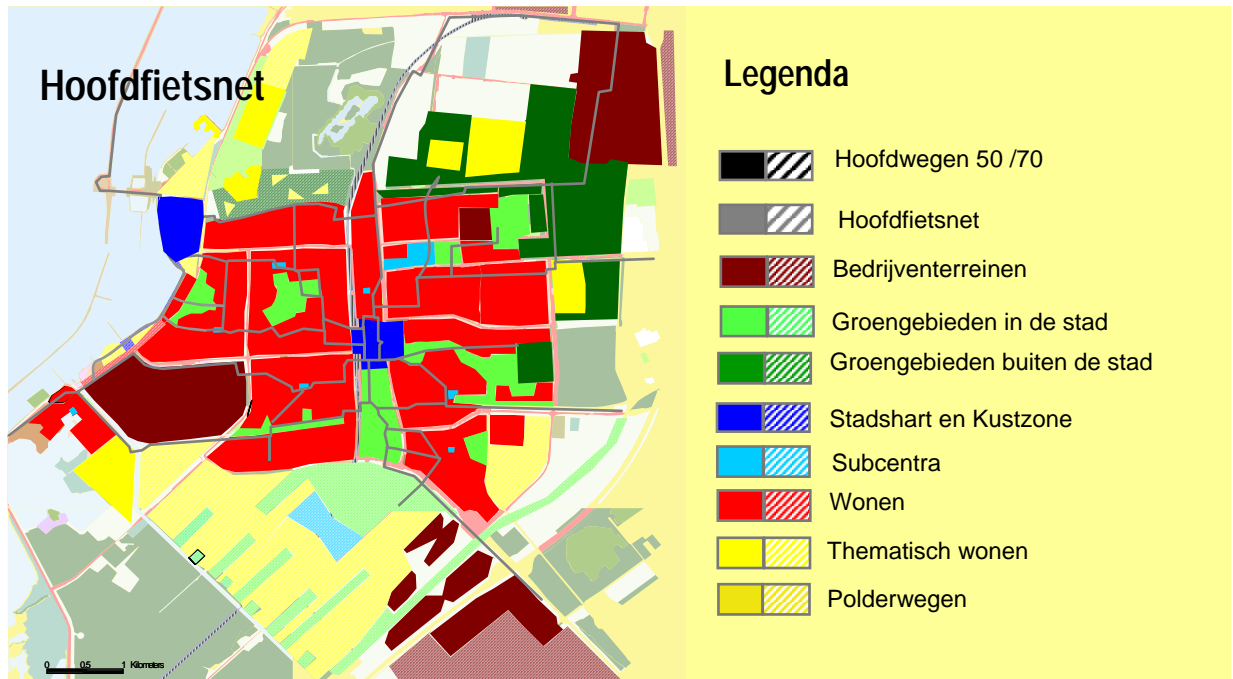 Hoofdfietsnet
Legenda
Hoofdwegen 50 /70
Hoofdfietsnet
Bedrijventerreinen
Groengebieden in de stad
Groengebieden buiten de stad
Stadshart en Kustzone
Subcentra
Wonen
Thematisch wonen
Polderwegen
0 0.5 1 Kilometers